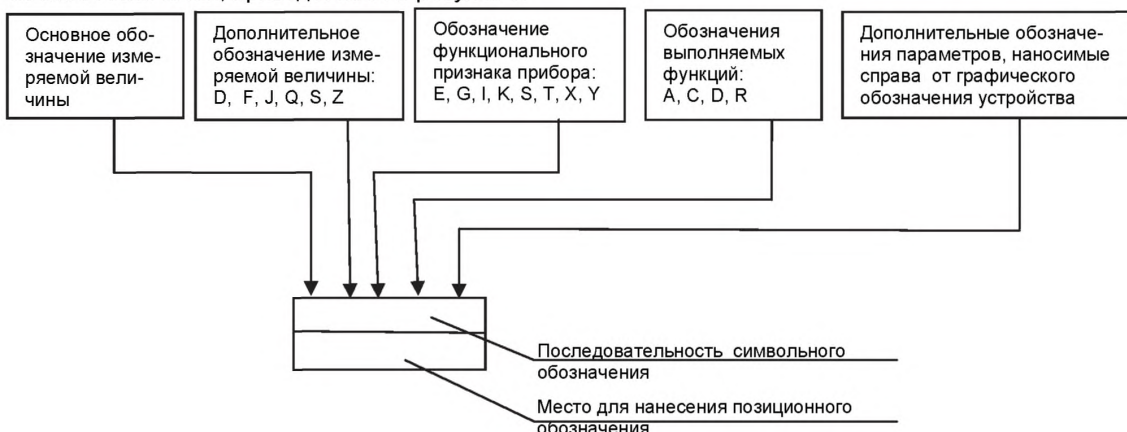 Основное обо-
значение изме-
ряемой вели-
чины
Дополнительное
обозначение изме-
ряемой величины:
D, F, J, Q, S, Z
Обозначение
функционального
признака прибора:
E, G, I, K, S, T, X, Y
Обозначения
выполняемых
функций:
A, C, D, R
Дополнительные обозначе-
ния параметров, наносимые
справа от графического
обозначения устройства
Последовательность символьного
обозначения
Место для нанесения позиционного
обозначения